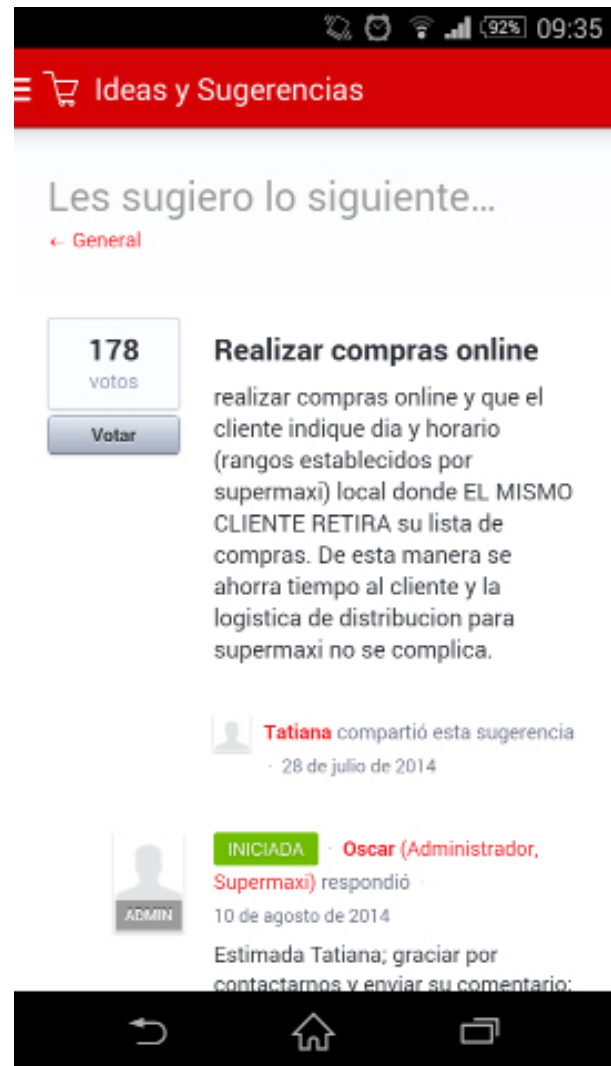 92% 09:35
Ideas y Sugerencias
Les sugiero lo siguiente...
← General
178
votos
Votar
Realizar compras online
realizar compras online y que el
cliente indique dia y horario
(rangos establecidos por
supermaxi) local donde EL MISMO
CLIENTE RETIRA su lista de
compras. De esta manera se
ahorra tiempo al cliente y la
logistica de distribucion para
supermaxi no se complica.
Tatiana compartió esta sugerencia
· 28 de julio de 2014
ADMIN
INICIADA · Oscar (Administrador,
Supermaxi) respondió ·
10 de agosto de 2014
Estimada Tatiana; graciar por
contactarnos y enviar su comentario;